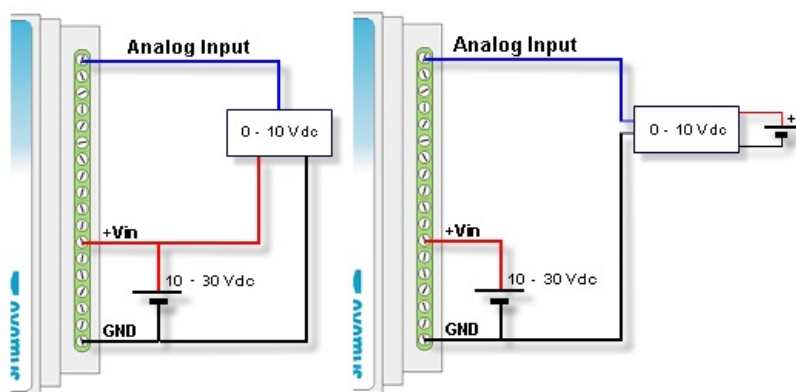 Analog Input
0 - 10 Vdc
+Vin
10 - 30 Vdc
GND
Analog Input
0 - 10 Vdc
+
+Vin
10 - 30 Vdc
GND